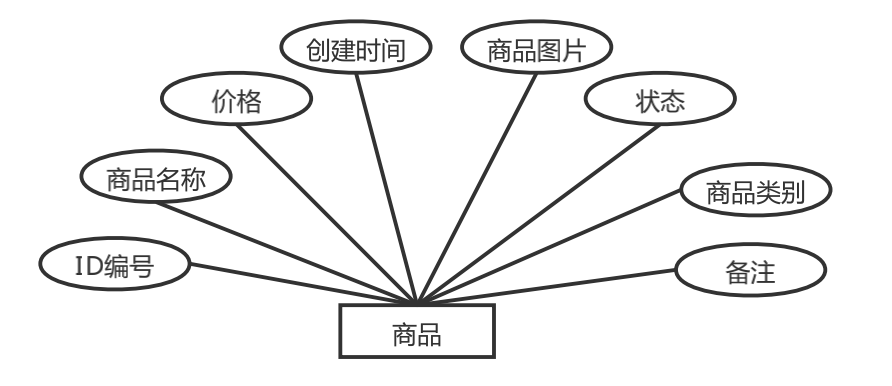 创建时间
商品图片
价格
状态
商品名称
商品类别
ID编号
备注
商品